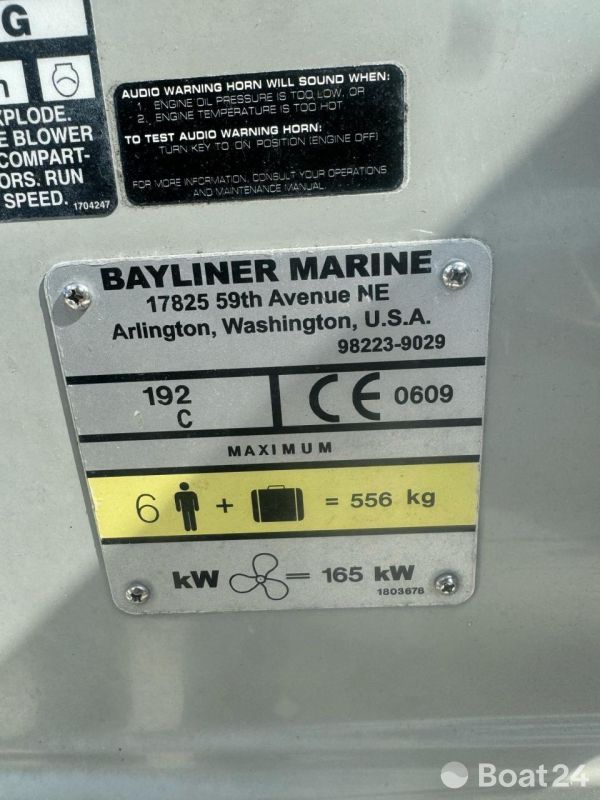 G
h
EXPLODE.
E BLOWER
COMPART-
ORS. RUN
SPEED. 1704247
AUDIO WARNING HORN WILL SOUND WHEN:
1. ENGINE OIL PRESSURE IS TOO LOW, OR
2. ENGINE TEMPERATURE IS TOO HOT
TO TEST AUDIO WARNING HORN:
TURN KEY TO ON POSITION (ENGINE OFF)
FOR MORE INFORMATION, CONSULT YOUR OPERATIONS
AND MAINTENANCE MANUAL
BAYLINER MARINE
17825 59th Avenue NE
Arlington, Washington, U.S.A.
98223-9029
192
C
CE 0609
MAXIMUM
6 + = 556 kg
kW = 165 kW
1803678
Boat24